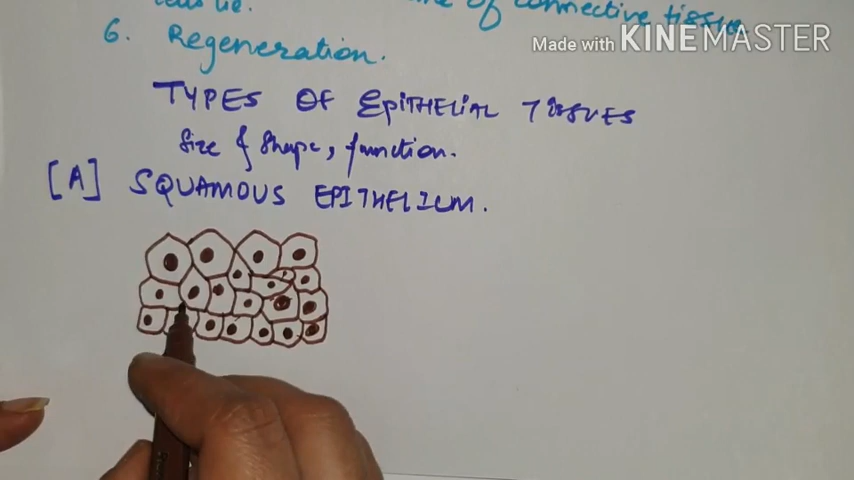 of connective tissue
6. Regeneration.
Made with KINEMASTER
TYPES OF EPITHELIAL TISSUES
Size & Shape, function.
[A] SQUAMOUS EPITHELIUM.